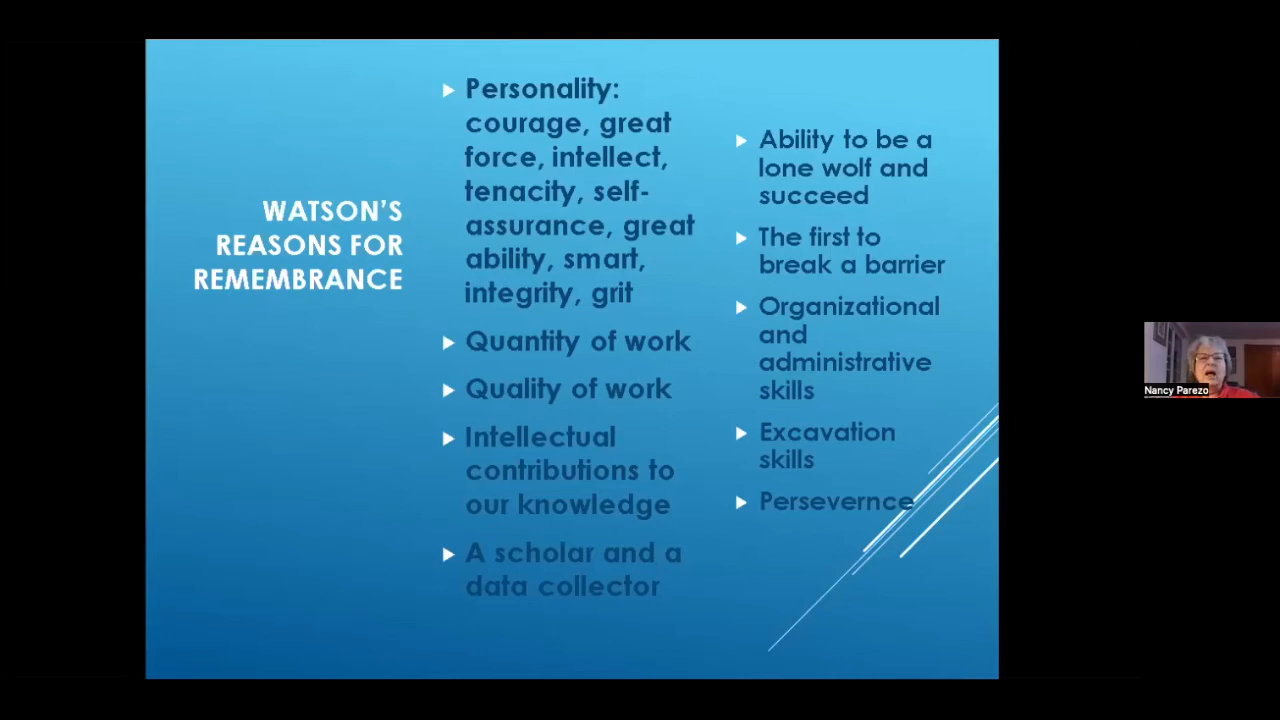 WATSON'S
REASONS FOR
REMEMBRANCE
Personality:
courage, great
force, intellect,
tenacity, self-
assurance, great
ability, smart,
integrity, grit
Quantity of work
Quality of work
Intellectual
contributions to
our knowledge
A scholar and a
data collector
Ability to be a
lone wolf and
succeed
The first to
break a barrier
Organizational
and
administrative
skills
Excavation
skills
Persevernce
Nancy Parezo